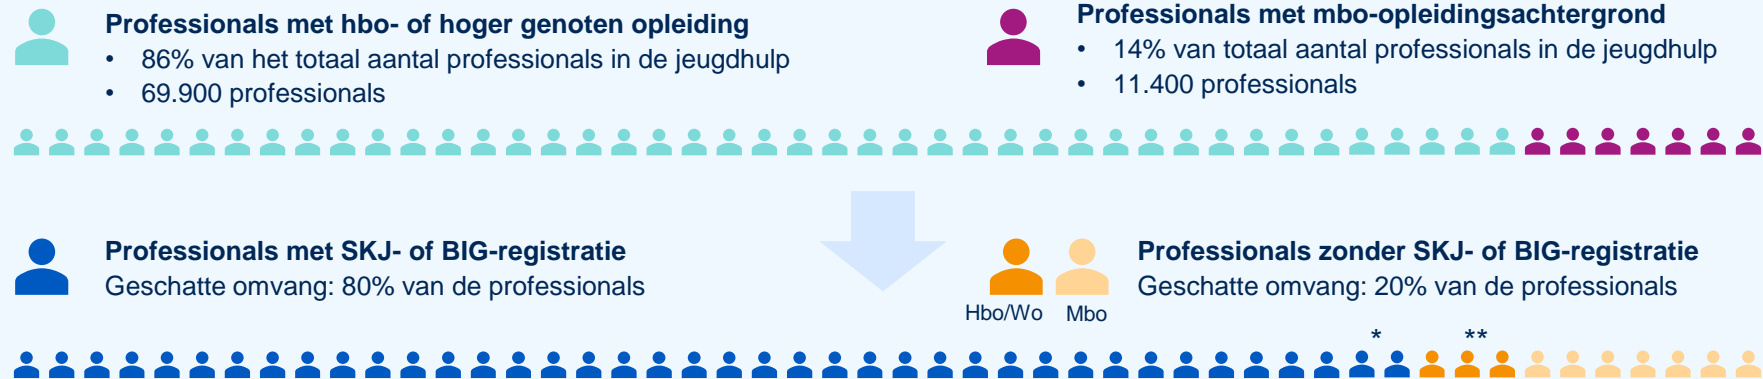 Professionals met hbo- of hoger genoten opleiding
• 86% van het totaal aantal professionals in de jeugdhulp
• 69.900 professionals
Professionals met mbo-opleidingsachtergrond
• 14% van totaal aantal professionals in de jeugdhulp
• 11.400 professionals
Professionals met SKJ- of BIG-registratie
Geschatte omvang: 80% van de professionals
Hbo/Wo Mbo
Professionals zonder SKJ- of BIG-registratie
Geschatte omvang: 20% van de professionals
* **